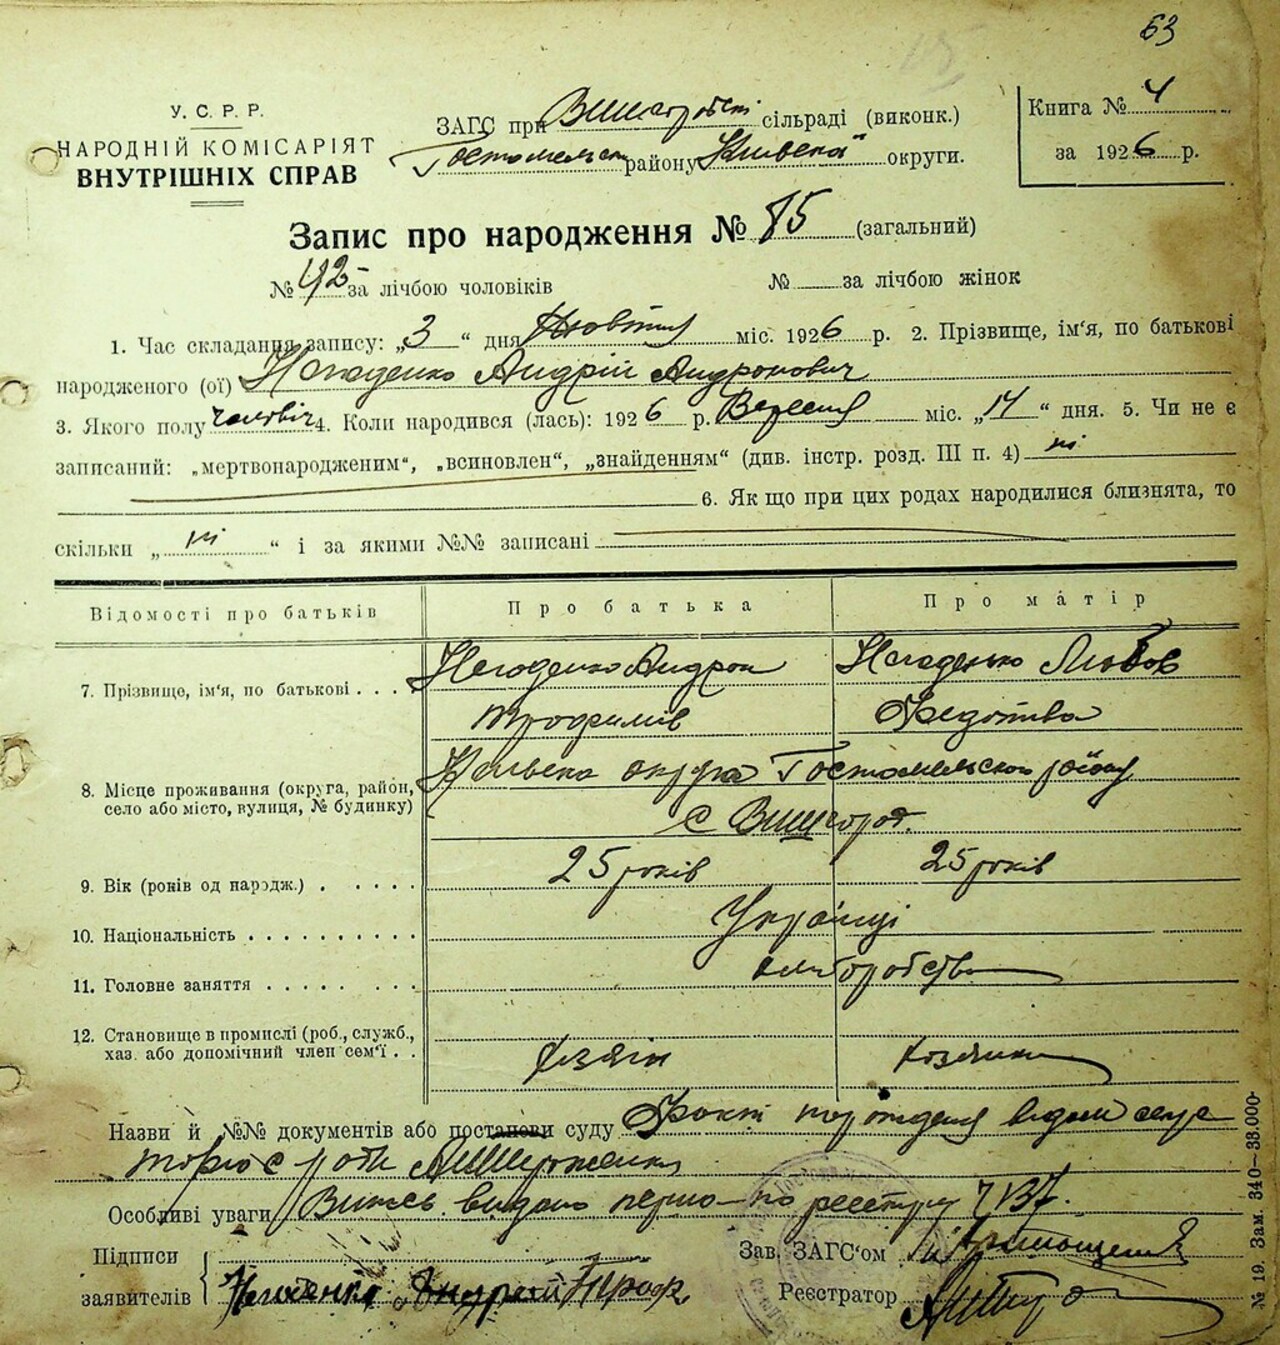 63
У. С. Р. Р.
НАРОДНІЙ КОМІСАРІЯТ
ВНУТРІШНІХ СПРАВ
ЗАГС при сільраді (виконк.)
району Київська округи.
Книга № 4
за 1926 р.
Запис про народження № 85 (загальний)
№ 42 за лічбою чоловіків № за лічбою жінок
1. Час складання запису: „3“ дня Жовтня міс. 1926 р. 2. Прізвище, ім'я, по батькові
народженого (ої) Негоденко Андрій Андронович
3. Якого полу чоловіч 4. Коли народився (лась): 1926 р. Вересня міс. „14“ дня. 5. Чи не є
записаний: „мертвонародженим“, „всиновлен“, „знайденням“ (див. інстр. розд. III п. 4) ні
6. Як що при цих родах народилися близнята, то
скільки „ні“ і за якими №№ записані
Відомості про батьків Про батька Про матір
7. Прізвище, ім'я, по батькові . . . Негоденко Андрон Негоденко Любов
Трофимів Федотова
8. Місце проживання (округа, район, село або місто, вулиця, № будинку) Київська округа Гостомельского району
с Вишгород.
9. Вік (років од народж.) . . . . . 25 років 25 років
10. Національність . . . . . . . . . . Українці
11. Головне заняття . . . . . . . . хліборобство
12. Становище в промислі (роб., служб., хаз. або допомічний член сем'ї . . хазяін хазяйка
Назви й №№ документів або постанови суду
Особливі уваги видано по реєстру 737.
Підписи
заявителів
Негоденко
Зав. ЗАГС'ом
Реєстратор
№ 19. Зам. 340—38.000-